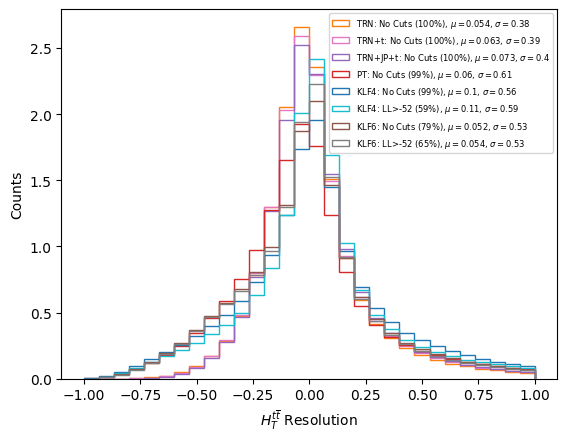 TRN: No Cuts (100%), μ = 0.054, σ = 0.38
TRN+t: No Cuts (100%), μ = 0.063, σ = 0.39
TRN+JP+t: No Cuts (100%), μ = 0.073, σ = 0.4
PT: No Cuts (99%), μ = 0.06, σ = 0.61
KLF4: No Cuts (99%), μ = 0.1, σ = 0.56
KLF4: LL>-52 (59%), μ = 0.11, σ = 0.59
KLF6: No Cuts (79%), μ = 0.052, σ = 0.53
KLF6: LL>-52 (65%), μ = 0.054, σ = 0.53
Counts
2.5
2.0
1.5
1.0
0.5
0.0
−1.00 −0.75 −0.50 −0.25 0.00 0.25 0.50 0.75 1.00
$H_T^{t\bar{t}}$ Resolution